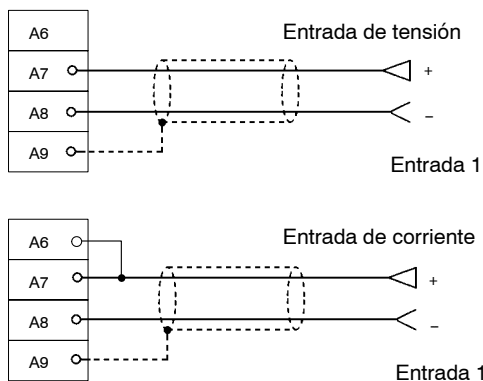 A6
Entrada de tensión
A7
+
A8
–
A9
Entrada 1
A6
Entrada de corriente
A7
+
A8
–
A9
Entrada 1